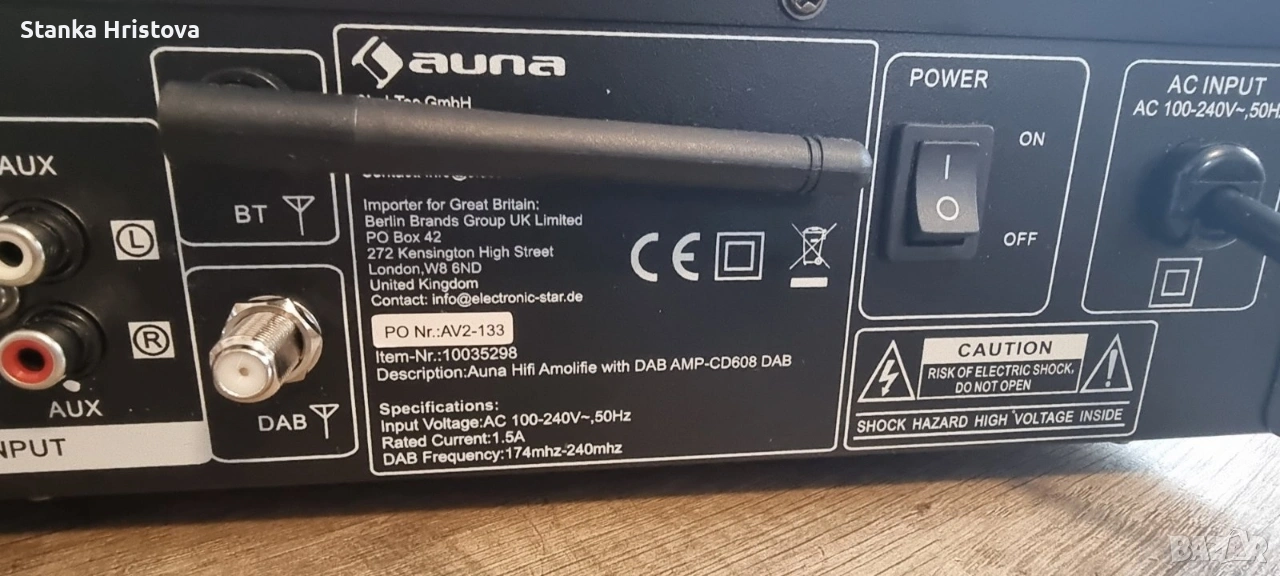 Stanka Hristova
auna
GmbH
Importer for Great Britain:
Berlin Brands Group UK Limited
PO Box 42
272 Kensington High Street
London,W8 6ND
United Kingdom
Contact: info@electronic-star.de
PO Nr.:AV2-133
Item-Nr.:10035298
Description:Auna Hifi Amolifie with DAB AMP-CD608 DAB
Specifications:
Input Voltage:AC 100-240V~,50Hz
Rated Current:1.5A
DAB Frequency:174mhz-240mhz
AUX
L
R
AUX
NPUT
BT
DAB
CE
POWER
ON
I
O
OFF
AC INPUT
AC 100-240V~,50Hz
CAUTION
RISK OF ELECTRIC SHOCK,
DO NOT OPEN
SHOCK HAZARD HIGH VOLTAGE INSIDE
BAZAR